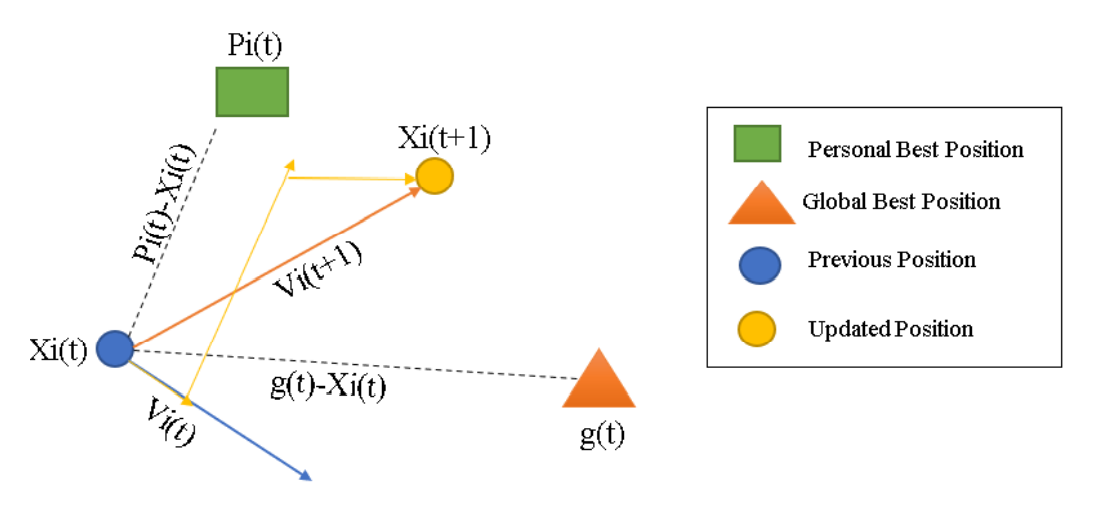 Pi(t)
Xi(t+1)
Pi(t)-Xi(t)
Vi(t+1)
Xi(t)
g(t)-Xi(t)
Vi(t)
g(t)
Personal Best Position
Global Best Position
Previous Position
Updated Position